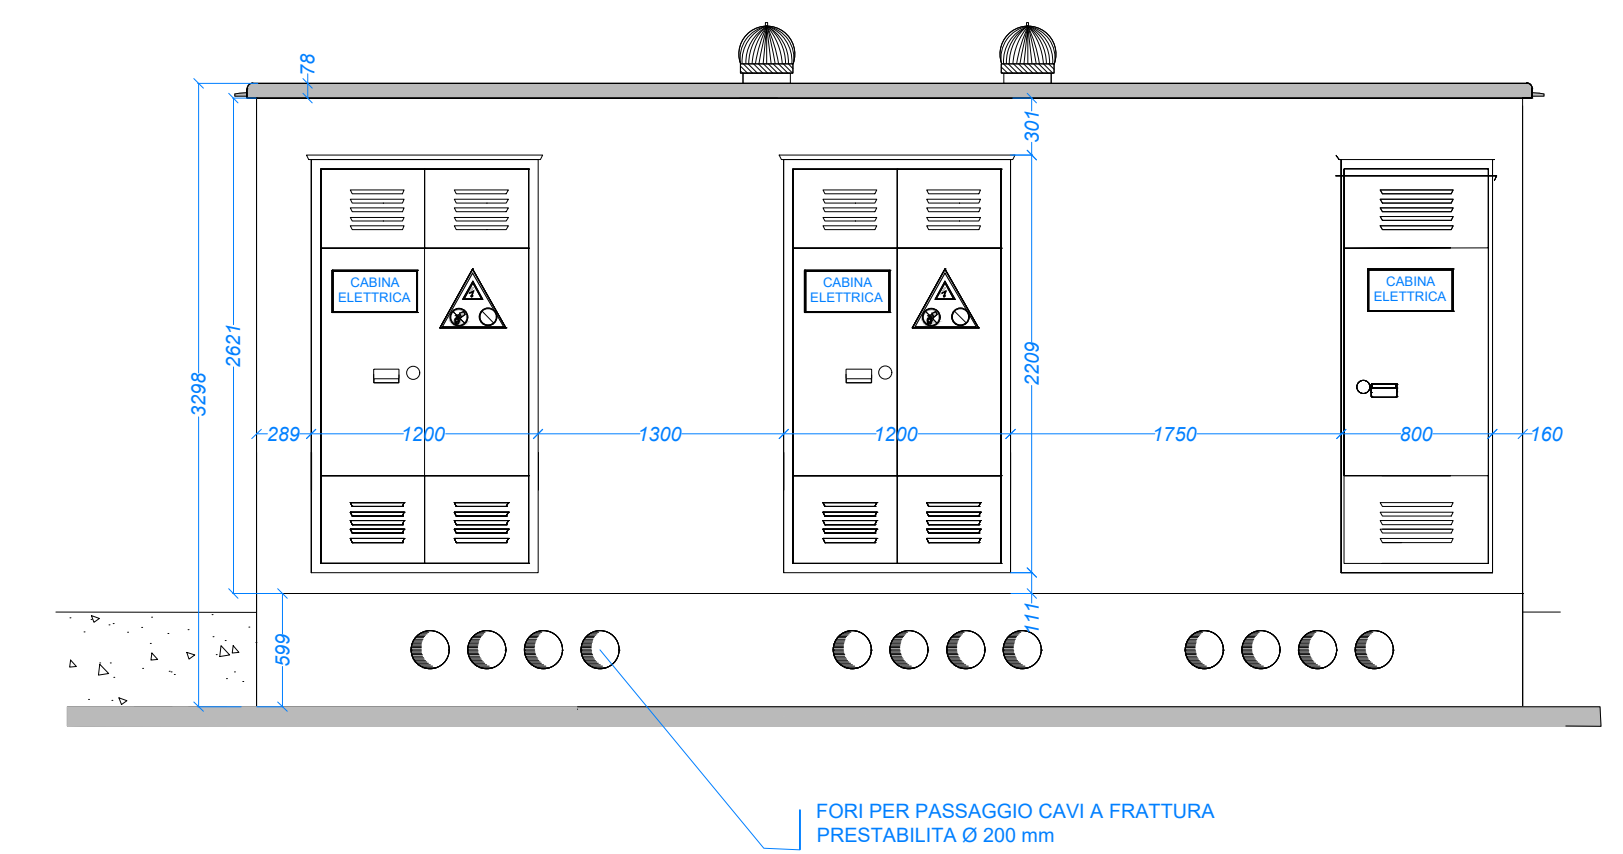 78
301
CABINA
ELETTRICA
CABINA
ELETTRICA
CABINA
ELETTRICA
2621
3298
2209
289
1200
1300
1200
1750
800
160
599
111
FORI PER PASSAGGIO CAVI A FRATTURA
PRESTABILITA Ø 200 mm